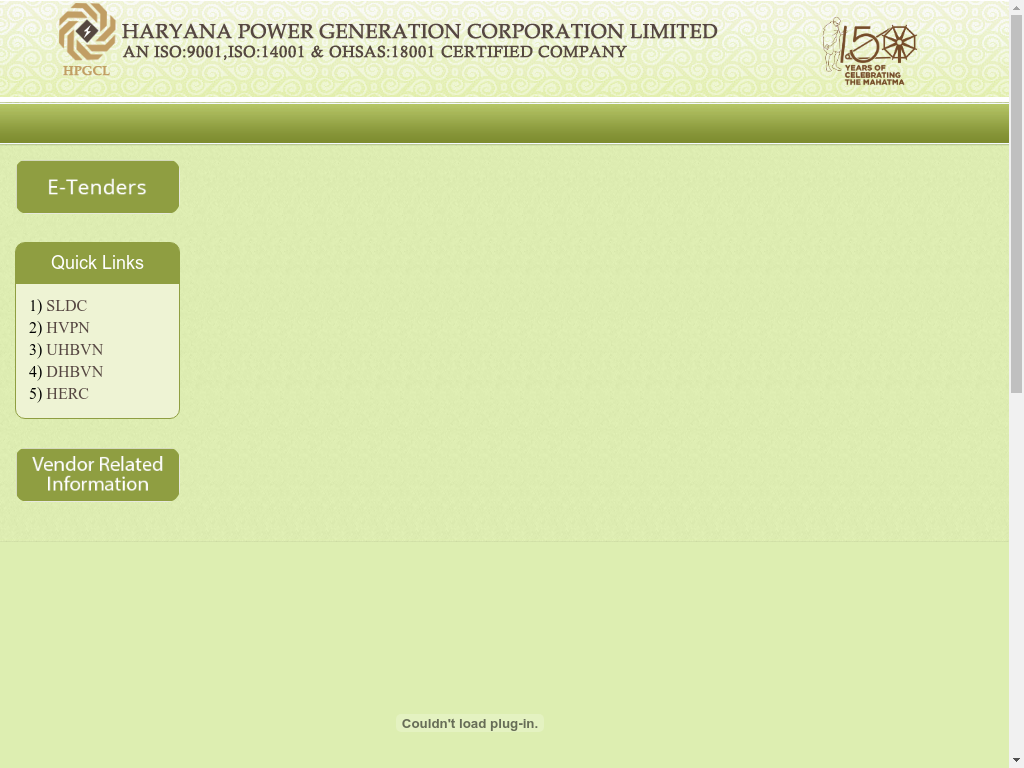 HARYANA POWER GENERATION CORPORATION LIMITED
AN ISO:9001,ISO:14001 & OHSAS:18001 CERTIFIED COMPANY
HPGCL
150
YEARS OF
CELEBRATING
THE MAHATMA
E-Tenders
Quick Links
1) SLDC
2) HVPN
3) UHBVN
4) DHBVN
5) HERC
Vendor Related
Information
Couldn't load plug-in.